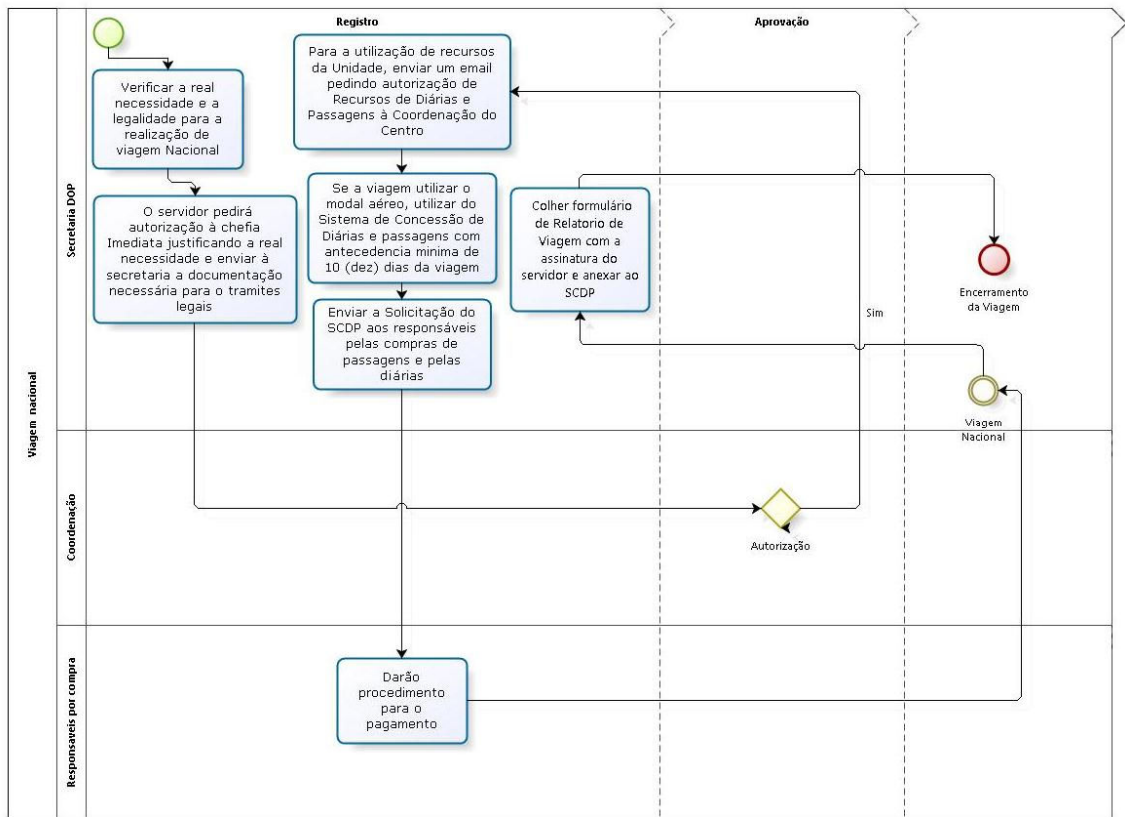 Registro
Aprovação
Viagem nacional
Secretaria DOP
Verificar a real
necessidade e a
legalidade para a
realização de
viagem Nacional
O servidor pedirá
autorização à chefia
Imediata justificando a real
necessidade e enviar à
secretaria a documentação
necessária para o tramites
legais
Para a utilização de recursos
da Unidade, enviar um email
pedindo autorização de
Recursos de Diárias e
Passagens à Coordenação do
Centro
Se a viagem utilizar o
modal aéreo, utilizar do
Sistema de Concessão de
Diárias e passagens com
antecedencia minima de
10 (dez) dias da viagem
Enviar a Solicitação do
SCDP aos responsáveis
pelas compras de
passagens e pelas
diárias
Colher formulário
de Relatorio de
Viagem com a
assinatura do
servidor e anexar ao
SCDP
Sim
Encerramento
da Viagem
Viagem
Nacional
Coordenação
Autorização
Responsaveis por compra
Darão
procedimento
para o
pagamento